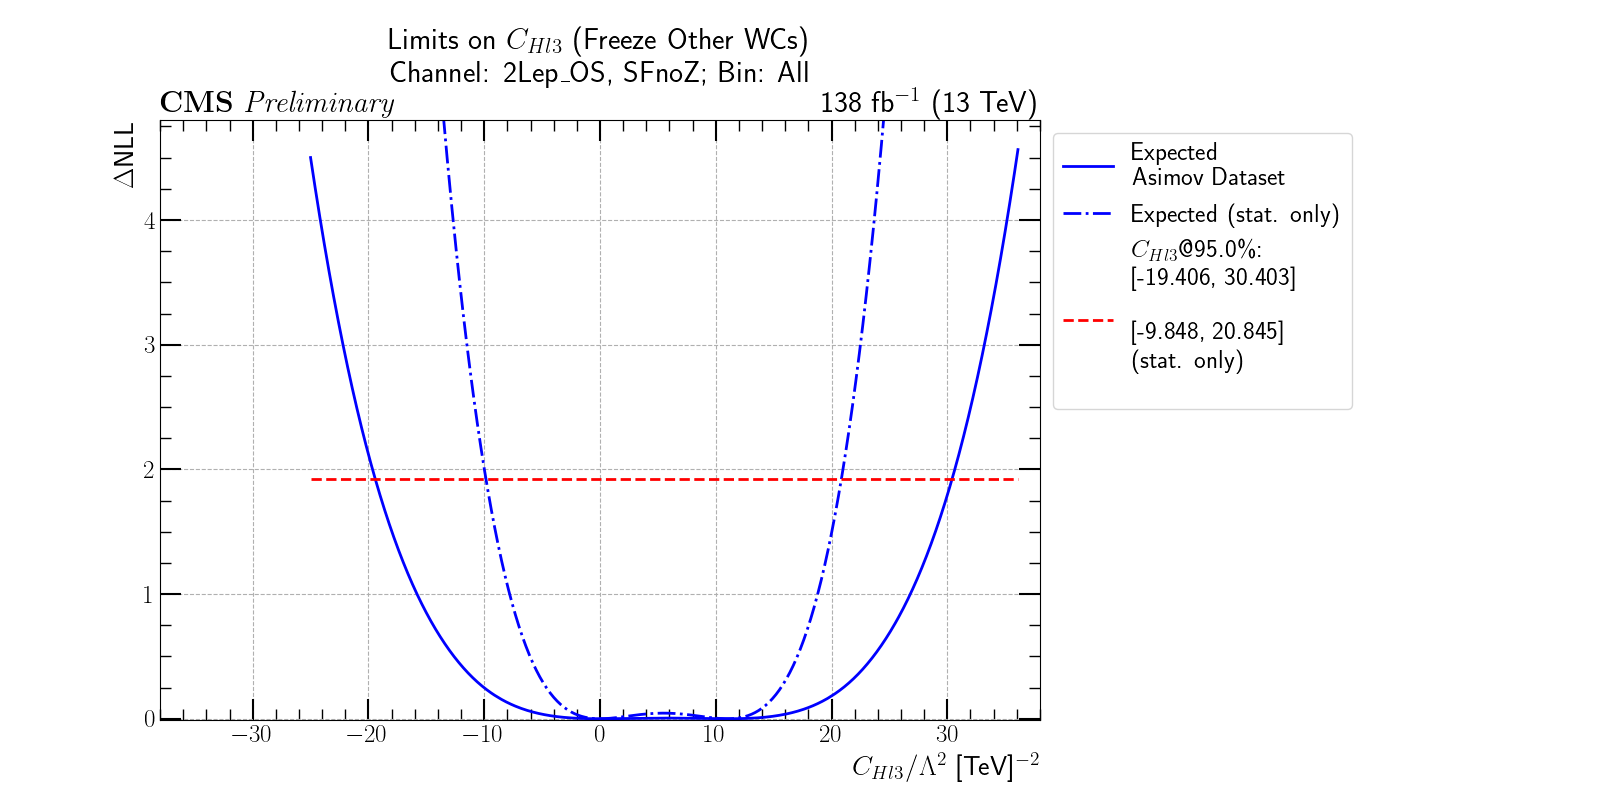 Limits on C_{Hl3} (Freeze Other WCs)
Channel: 2Lep_OS, SFnoZ; Bin: All
CMS Preliminary
138 fb⁻¹ (13 TeV)
ΔNLL
4
3
2
1
0
−30
−20
−10
0
10
20
30
C_{Hl3}/Λ² [TeV]⁻²
Expected
Asimov Dataset
Expected (stat. only)
C_{Hl3}@95.0%:
[-19.406, 30.403]
[-9.848, 20.845]
(stat. only)